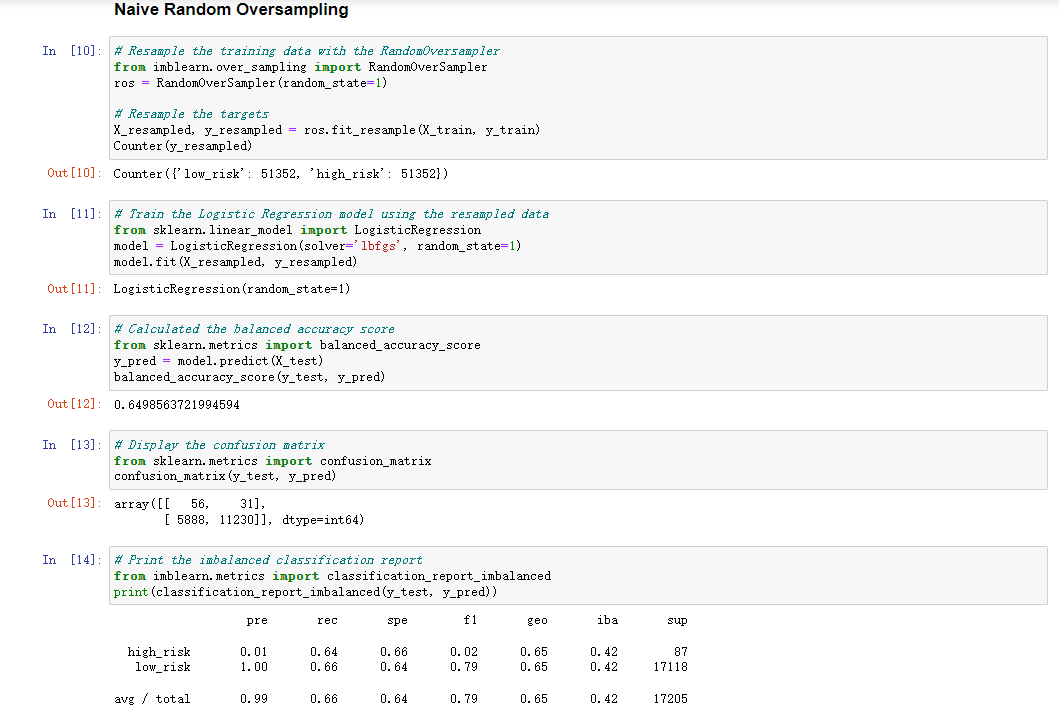 Naive Random Oversampling
In [10]: # Resample the training data with the RandomOversampler
from imblearn.over_sampling import RandomOverSampler
ros = RandomOverSampler(random_state=1)
# Resample the targets
X_resampled, y_resampled = ros.fit_resample(X_train, y_train)
Counter(y_resampled)
Out[10]: Counter({'low_risk': 51352, 'high_risk': 51352})
In [11]: # Train the Logistic Regression model using the resampled data
from sklearn.linear_model import LogisticRegression
model = LogisticRegression(solver='lbfgs', random_state=1)
model.fit(X_resampled, y_resampled)
Out[11]: LogisticRegression(random_state=1)
In [12]: # Calculated the balanced accuracy score
from sklearn.metrics import balanced_accuracy_score
y_pred = model.predict(X_test)
balanced_accuracy_score(y_test, y_pred)
Out[12]: 0.6498563721994594
In [13]: # Display the confusion matrix
from sklearn.metrics import confusion_matrix
confusion_matrix(y_test, y_pred)
Out[13]: array([[ 56, 31],
[ 5888, 11230]], dtype=int64)
In [14]: # Print the imbalanced classification report
from imblearn.metrics import classification_report_imbalanced
print(classification_report_imbalanced(y_test, y_pred))
pre rec spe f1 geo iba sup
high_risk 0.01 0.64 0.66 0.02 0.65 0.42 87
low_risk 1.00 0.66 0.64 0.79 0.65 0.42 17118
avg / total 0.99 0.66 0.64 0.79 0.65 0.42 17205